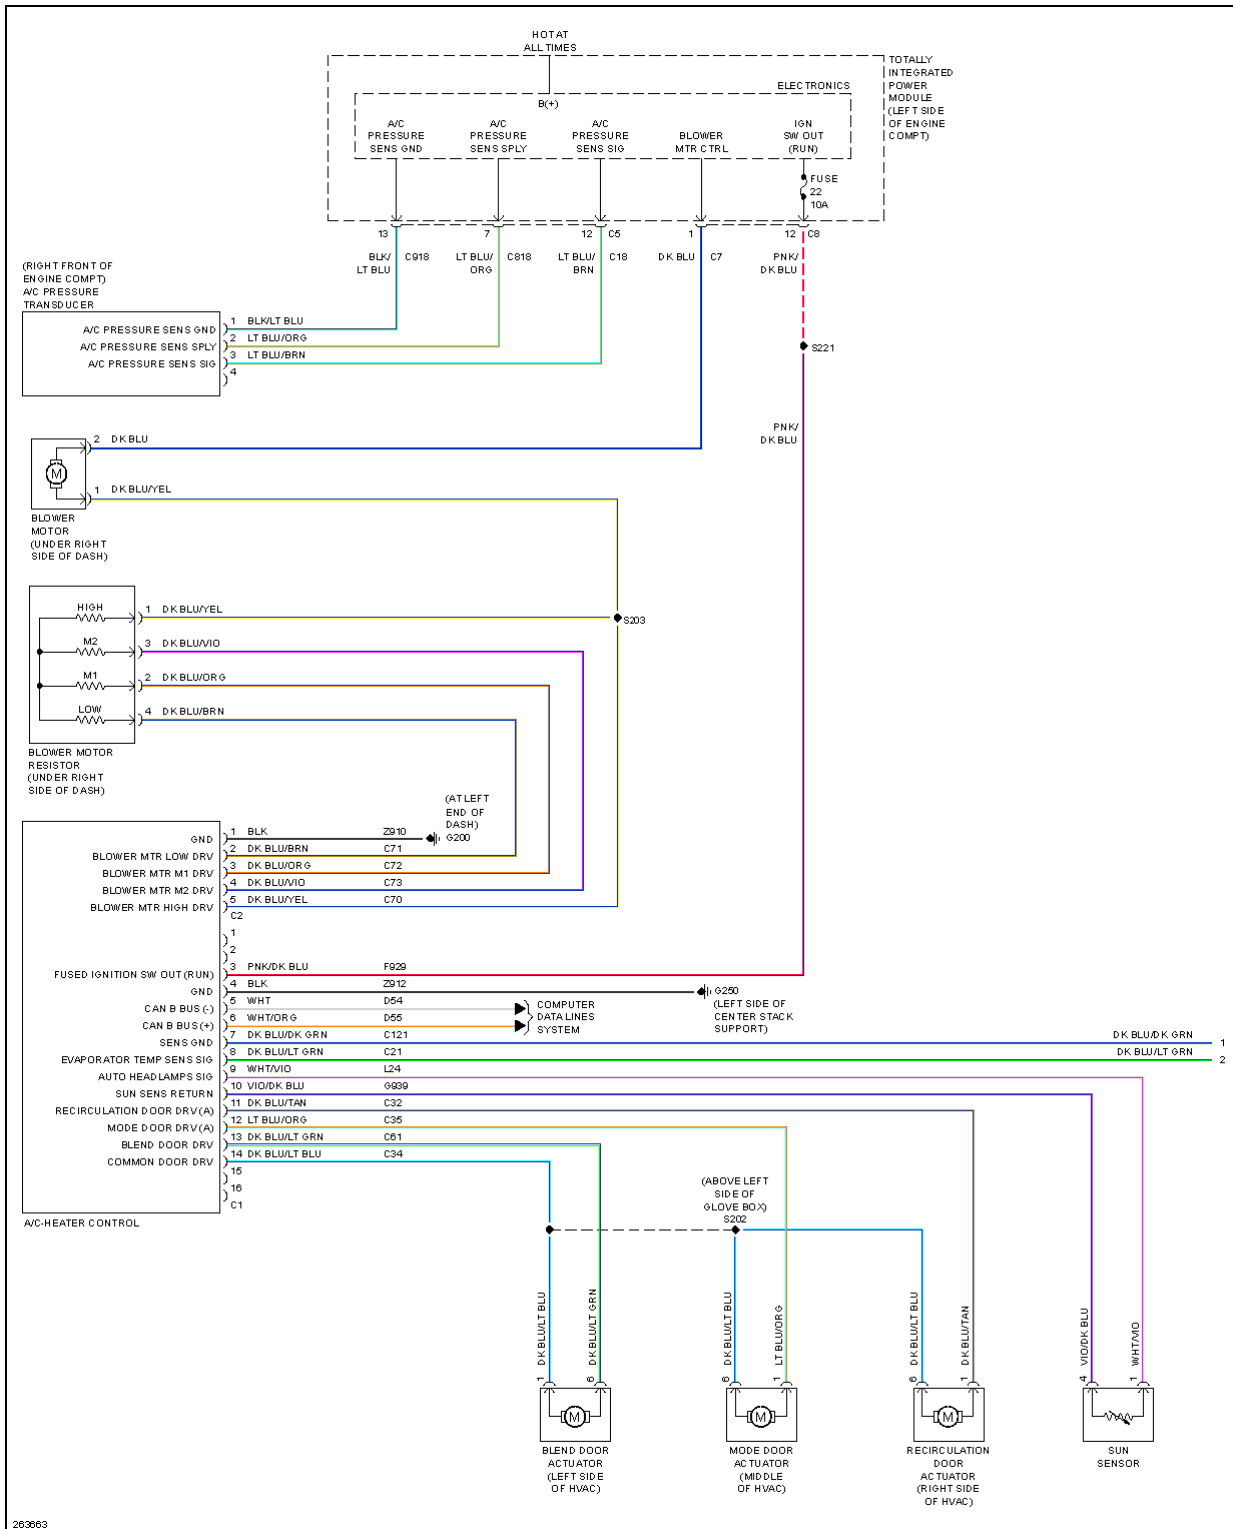 HOT AT
ALL TIMES
TOTALLY
INTEGRATED
POWER
MODULE
(LEFT SIDE
OF ENGINE
COMPT)
ELECTRONICS
B(+)
A/C
PRESSURE
SENS GND
A/C
PRESSURE
SENS SPLY
A/C
PRESSURE
SENS SIG
BLOWER
MTR CTRL
IGN
SW OUT
(RUN)
FUSE
22
10A
13
7
12 C5
1
12 C8
BLK/
LT BLU
C918
LT BLU/
ORG
C818
LT BLU/
BRN
C18
DK BLU
C7
PNK/
DK BLU
(RIGHT FRONT OF
ENGINE COMPT)
A/C PRESSURE
TRANSDUCER
A/C PRESSURE SENS GND 1 BLK/LT BLU
A/C PRESSURE SENS SPLY 2 LT BLU/ORG
A/C PRESSURE SENS SIG 3 LT BLU/BRN
4
S221
PNK/
DK BLU
2 DK BLU
M
1 DK BLU/YEL
BLOWER
MOTOR
(UNDER RIGHT
SIDE OF DASH)
HIGH 1 DK BLU/YEL
S203
M2 3 DK BLU/VIO
M1 2 DK BLU/ORG
LOW 4 DK BLU/BRN
BLOWER MOTOR
RESISTOR
(UNDER RIGHT
SIDE OF DASH)
(AT LEFT
END OF
DASH)
G200
GND 1 BLK Z910
BLOWER MTR LOW DRV 2 DK BLU/BRN C71
BLOWER MTR M1 DRV 3 DK BLU/ORG C72
BLOWER MTR M2 DRV 4 DK BLU/VIO C73
BLOWER MTR HIGH DRV 5 DK BLU/YEL C70
C2
1
2
FUSED IGNITION SW OUT (RUN) 3 PNK/DK BLU F929
GND 4 BLK Z912
G250
(LEFT SIDE OF
CENTER STACK
SUPPORT)
CAN B BUS (-) 5 WHT D54
CAN B BUS (+) 6 WHT/ORG D55
COMPUTER
DATA LINES
SYSTEM
SENS GND 7 DK BLU/DK GRN C121 DK BLU/DK GRN 1
EVAPORATOR TEMP SENS SIG 8 DK BLU/LT GRN C21 DK BLU/LT GRN 2
AUTO HEADLAMPS SIG 9 WHT/VIO L24
SUN SENS RETURN 10 VIO/DK BLU G939
RECIRCULATION DOOR DRV (A) 11 DK BLU/TAN C32
MODE DOOR DRV (A) 12 LT BLU/ORG C35
BLEND DOOR DRV 13 DK BLU/LT GRN C61
COMMON DOOR DRV 14 DK BLU/LT BLU C34
15
16
C1
A/C-HEATER CONTROL
(ABOVE LEFT
SIDE OF
GLOVE BOX)
S202
1 DK BLU/LT BLU
6 DK BLU/LT GRN
6 DK BLU/LT BLU
1 LT BLU/ORG
6 DK BLU/LT BLU
1 DK BLU/TAN
4 VIO/DK BLU
1 WHT/VIO
M
M
M
BLEND DOOR
ACTUATOR
(LEFT SIDE
OF HVAC)
MODE DOOR
ACTUATOR
(MIDDLE
OF HVAC)
RECIRCULATION
DOOR
ACTUATOR
(RIGHT SIDE
OF HVAC)
SUN
SENSOR
263663